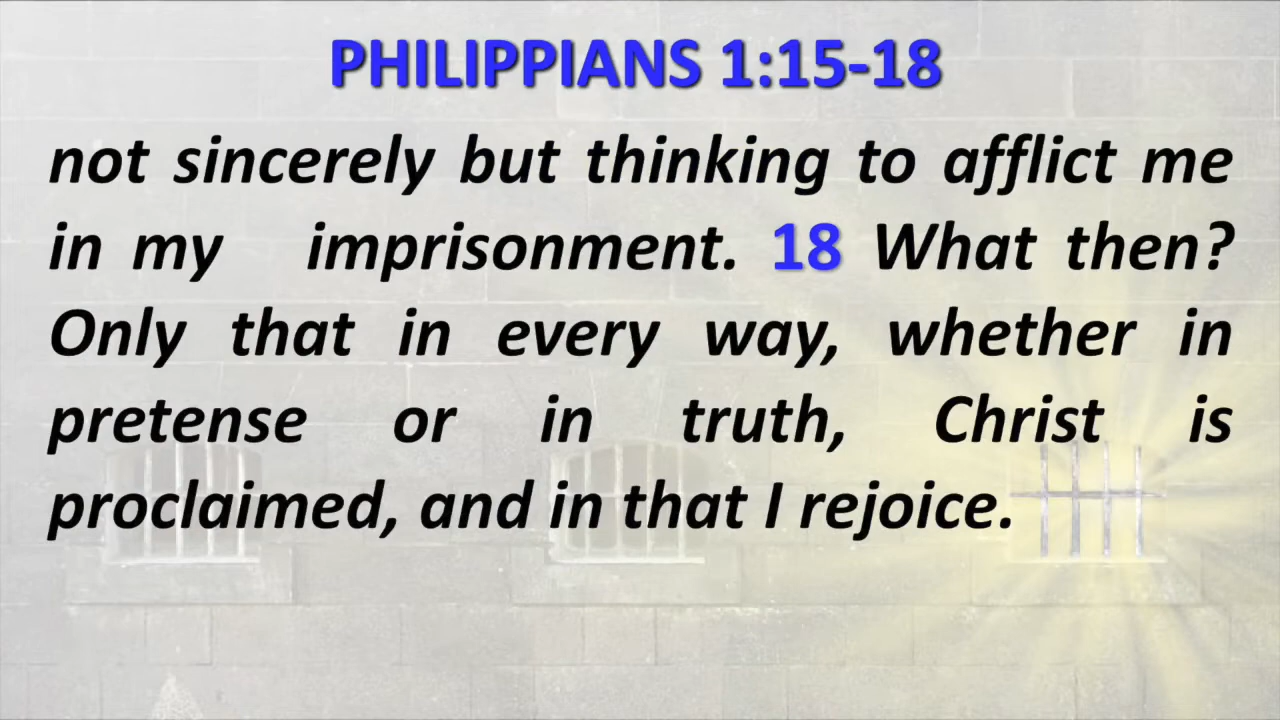 PHILIPPIANS 1:15-18
not sincerely but thinking to afflict me
in my imprisonment. 18 What then?
Only that in every way, whether in
pretense or in truth, Christ is
proclaimed, and in that I rejoice.